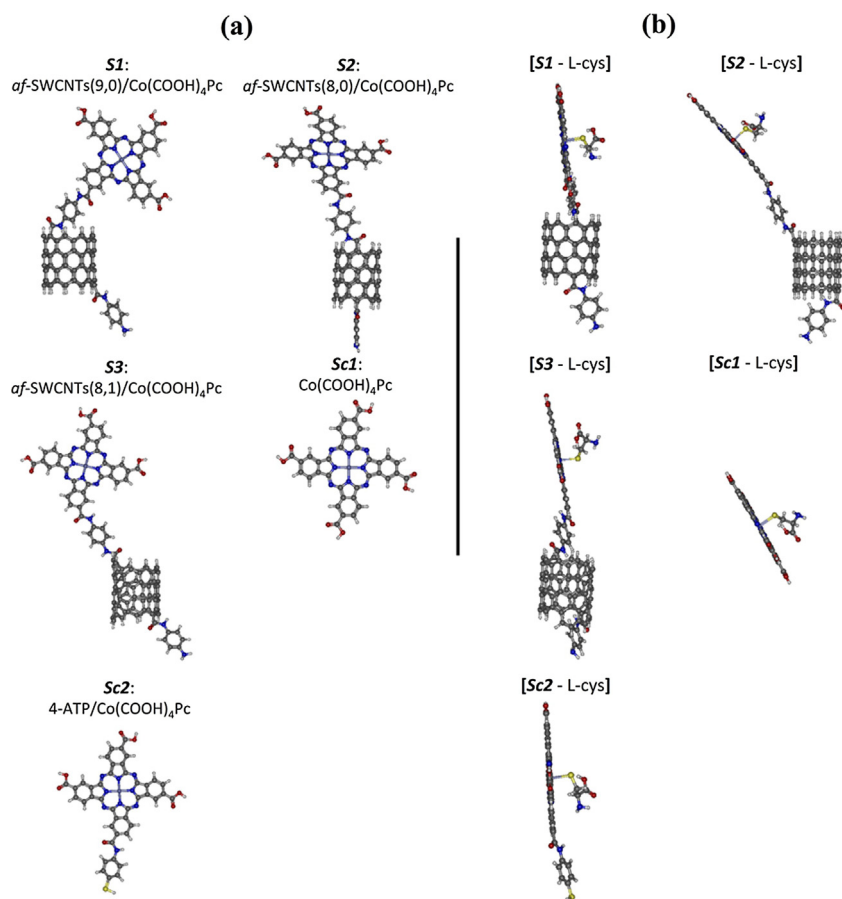 (a)
S1:
af-SWCNTs(9,0)/Co(COOH)4Pc
S2:
af-SWCNTs(8,0)/Co(COOH)4Pc
S3:
af-SWCNTs(8,1)/Co(COOH)4Pc
Sc1:
Co(COOH)4Pc
Sc2:
4-ATP/Co(COOH)4Pc
(b)
[S1 - L-cys]
[S2 - L-cys]
[S3 - L-cys]
[Sc1 - L-cys]
[Sc2 - L-cys]